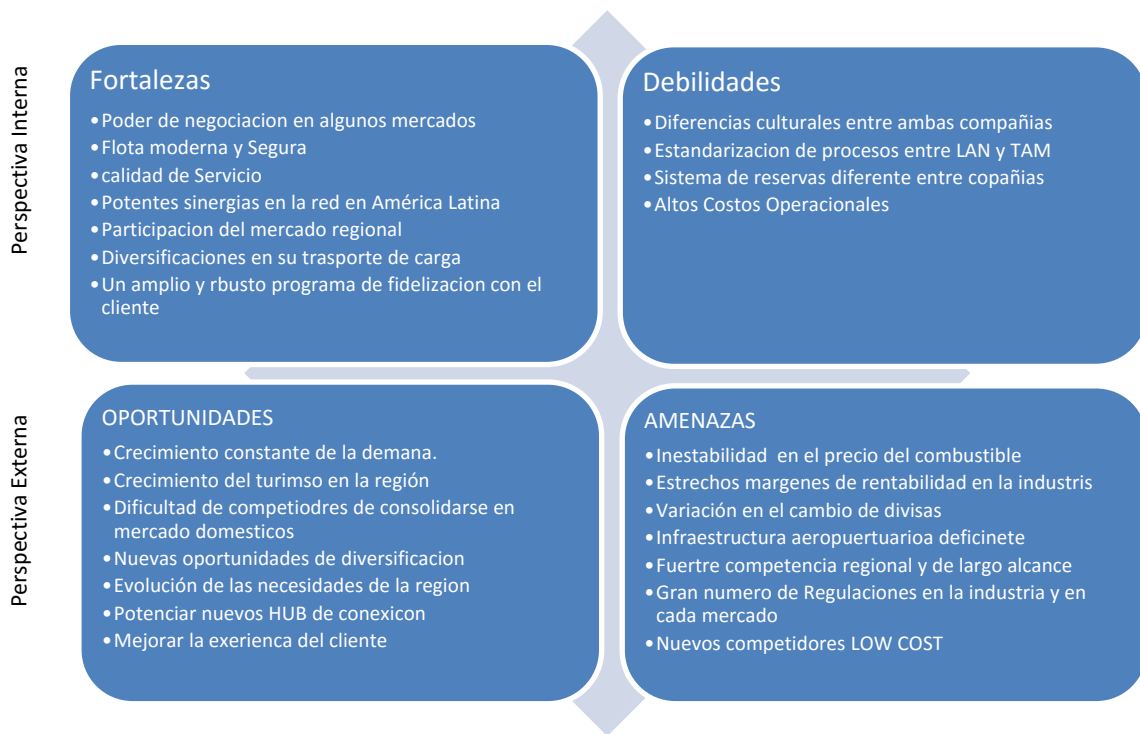 Perspectiva Interna
Fortalezas
•Poder de negociacion en algunos mercados
•Flota moderna y Segura
•calidad de Servicio
•Potentes sinergias en la red en América Latina
•Participacion del mercado regional
•Diversificaciones en su trasporte de carga
•Un amplio y rbusto programa de fidelizacion con el
cliente
Debilidades
•Diferencias culturales entre ambas compañias
•Estandarizacion de procesos entre LAN y TAM
•Sistema de reservas diferente entre copañias
•Altos Costos Operacionales
Perspectiva Externa
OPORTUNIDADES
•Crecimiento constante de la demana.
•Crecimiento del turimso en la región
•Dificultad de competiodres de consolidarse en
mercado domesticos
•Nuevas oportunidades de diversificacion
•Evolución de las necesidades de la region
•Potenciar nuevos HUB de conexicon
•Mejorar la exerienca del cliente
AMENAZAS
•Inestabilidad en el precio del combustible
•Estrechos margenes de rentabilidad en la industris
•Variación en el cambio de divisas
•Infraestructura aeropuertuarioa deficinete
•Fuertre competencia regional y de largo alcance
•Gran numero de Regulaciones en la industria y en
cada mercado
•Nuevos competidores LOW COST